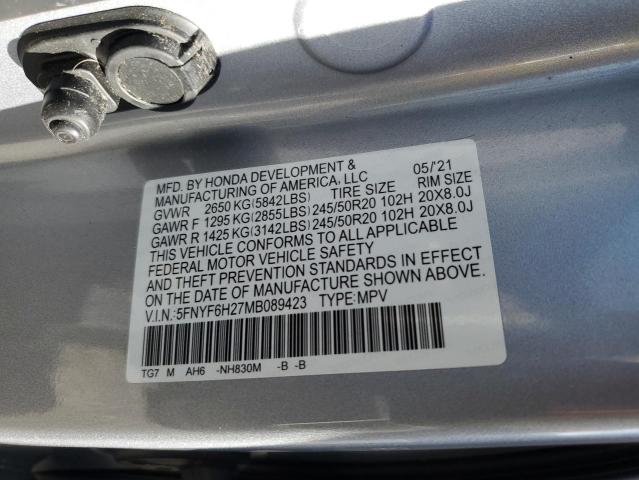 MFD. BY HONDA DEVELOPMENT & 05/'21
MANUFACTURING OF AMERICA, LLC
GVWR 2650 KG(5842LBS) TIRE SIZE RIM SIZE
GAWR F 1295 KG(2855LBS) 245/50R20 102H 20X8.0J
GAWR R 1425 KG(3142LBS) 245/50R20 102H 20X8.0J
THIS VEHICLE CONFORMS TO ALL APPLICABLE
FEDERAL MOTOR VEHICLE SAFETY
AND THEFT PREVENTION STANDARDS IN EFFECT
ON THE DATE OF MANUFACTURE SHOWN ABOVE.
V.I.N.:5FNYF6H27MB089423 TYPE:MPV
TG7 M AH6 -NH830M -B -B